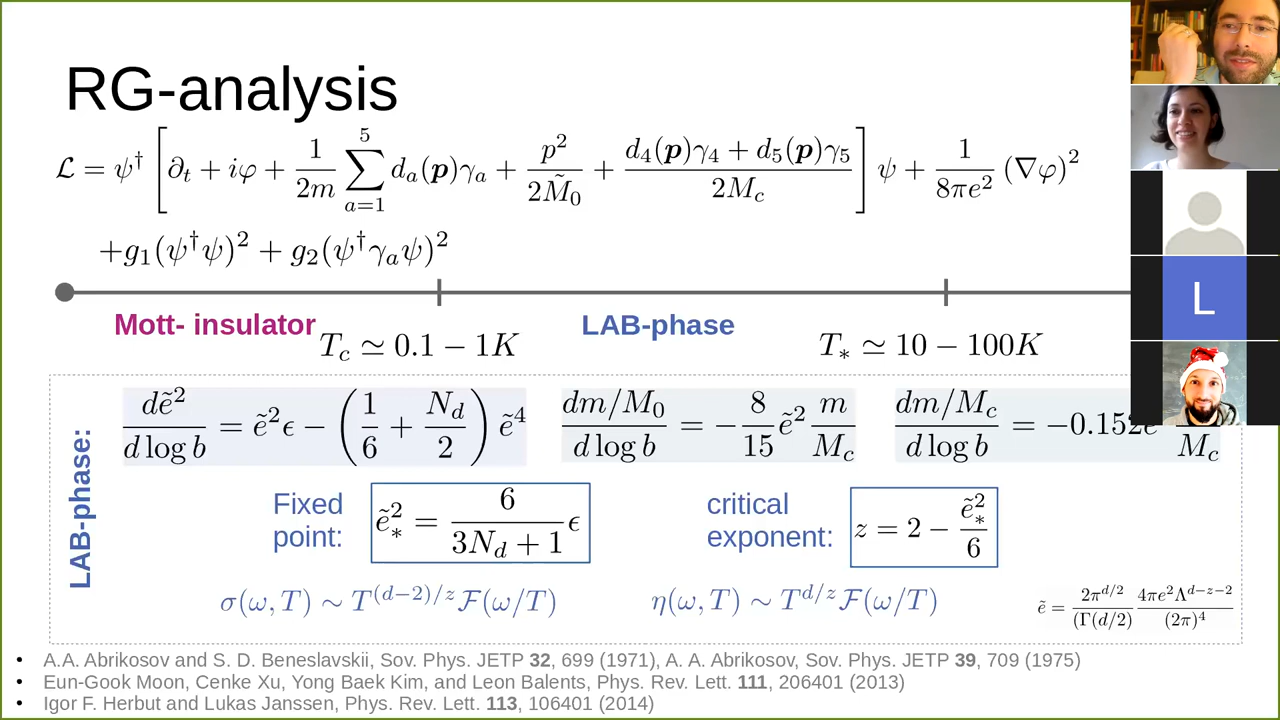 RG-analysis
ℒ = ψ† [∂_t + iφ + 1/2m ∑_{a=1}^{5} d_a(p)γ_a + p²/2M̃_0 + (d_4(p)γ_4 + d_5(p)γ_5)/2M_c] ψ + 1/8πe² (∇φ)²
+g_1(ψ†ψ)² + g_2(ψ†γ_aψ)²
Mott- insulator
T_c ≃ 0.1 − 1K
LAB-phase
T_* ≃ 10 − 100K
LAB-phase:
dẽ²/d log b = ẽ²ϵ − (1/6 + N_d/2) ẽ⁴
dm/M_0/d log b = −8/15 ẽ² m/M_c
dm/M_c/d log b = −0.152ẽ /M_c
Fixed point:
ẽ_*² = 6/(3N_d + 1) ϵ
critical exponent:
z = 2 − ẽ_*²/6
σ(ω, T) ∼ T^{(d−2)/z}ℱ(ω/T)
η(ω, T) ∼ T^{d/z}ℱ(ω/T)
ẽ = 2π^{d/2}/(Γ(d/2) 4πe²Λ^{d−z−2}/(2π)⁴
L
• A.A. Abrikosov and S. D. Beneslavskii, Sov. Phys. JETP 32, 699 (1971), A. A. Abrikosov, Sov. Phys. JETP 39, 709 (1975)
• Eun-Gook Moon, Cenke Xu, Yong Baek Kim, and Leon Balents, Phys. Rev. Lett. 111, 206401 (2013)
• Igor F. Herbut and Lukas Janssen, Phys. Rev. Lett. 113, 106401 (2014)